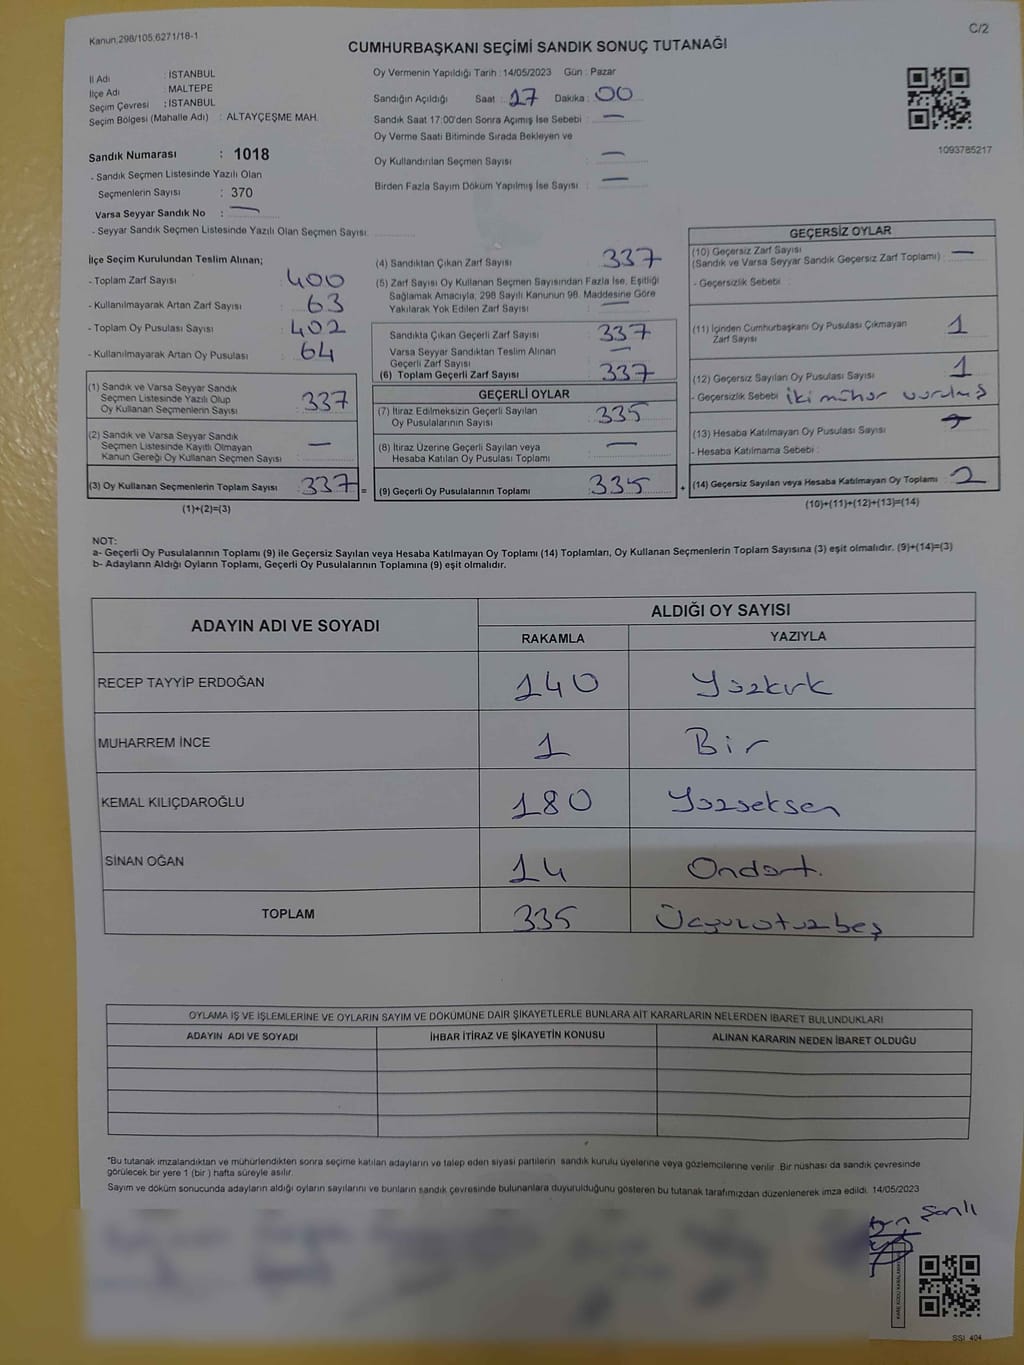 Kanun;298/105,6271/18-1
C/2
CUMHURBAŞKANI SEÇİMİ SANDIK SONUÇ TUTANAĞI
İl Adı : İSTANBUL
İlçe Adı : MALTEPE
Seçim Çevresi : İSTANBUL
Seçim Bölgesi (Mahalle Adı) : ALTAYÇEŞME MAH.
Sandık Numarası : 1018
- Sandık Seçmen Listesinde Yazılı Olan
Seçmenlerin Sayısı : 370
Varsa Seyyar Sandık No : —
- Seyyar Sandık Seçmen Listesinde Yazılı Olan Seçmen Sayısı:
Oy Vermenin Yapıldığı Tarih : 14/05/2023 Gün : Pazar
Sandığın Açıldığı Saat : 17 Dakika : 00
Sandık Saat 17:00'den Sonra Açımış İse Sebebi : —
Oy Verme Saati Bitiminde Sırada Bekleyen ve
Oy Kullandırılan Seçmen Sayısı : —
Birden Fazla Sayım Döküm Yapılmış İse Sayısı : —
1093785217
İlçe Seçim Kurulundan Teslim Alınan;
- Toplam Zarf Sayısı : 400
- Kullanılmayarak Artan Zarf Sayısı : 63
- Toplam Oy Pusulası Sayısı : 402
- Kullanılmayarak Artan Oy Pusulası : 64
(1) Sandık ve Varsa Seyyar Sandık
Seçmen Listesinde Yazılı Olup
Oy Kullanan Seçmenlerin Sayısı : 337
(2) Sandık ve Varsa Seyyar Sandık
Seçmen Listesinde Kayıtlı Olmayan
Kanun Gereği Oy Kullanan Seçmen Sayısı : —
(3) Oy Kullanan Seçmenlerin Toplam Sayısı : 337 =
(1)+(2)=(3)
(4) Sandıktan Çıkan Zarf Sayısı : 337
(5) Zarf Sayısı Oy Kullanan Seçmen Sayısından Fazla İse, Eşitliği
Sağlamak Amacıyla, 298 Sayılı Kanunun 98. Maddesine Göre
Yakılarak Yok Edilen Zarf Sayısı : —
Sandıkta Çıkan Geçerli Zarf Sayısı : 337
Varsa Seyyar Sandıktan Teslim Alınan
Geçerli Zarf Sayısı : —
(6) Toplam Geçerli Zarf Sayısı : 337
GEÇERLİ OYLAR
(7) İtiraz Edilmeksizin Geçerli Sayılan
Oy Pusulalarının Sayısı : 335
(8) İtiraz Üzerine Geçerli Sayılan veya
Hesaba Katılan Oy Pusulası Toplamı : —
(9) Geçerli Oy Pusulalarının Toplamı : 335 +
GEÇERSİZ OYLAR
(10) Geçersiz Zarf Sayısı
(Sandık ve Varsa Seyyar Sandık Geçersiz Zarf Toplamı) : —
- Geçersizlik Sebebi :
(11) İçinden Cumhurbaşkanı Oy Pusulası Çıkmayan
Zarf Sayısı : 1
(12) Geçersiz Sayılan Oy Pusulası Sayısı : 1
- Geçersizlik Sebebi : İki mühür vurulmuş
(13) Hesaba Katılmayan Oy Pusulası Sayısı :
- Hesaba Katılmama Sebebi :
(14) Geçersiz Sayılan veya Hesaba Katılmayan Oy Toplamı : 2
(10)+(11)+(12)+(13)=(14)
NOT:
a- Geçerli Oy Pusulalarının Toplamı (9) ile Geçersiz Sayılan veya Hesaba Katılmayan Oy Toplamı (14) Toplamları, Oy Kullanan Seçmenlerin Toplam Sayısına (3) eşit olmalıdır. (9)+(14)=(3)
b- Adayların Aldığı Oyların Toplamı, Geçerli Oy Pusulalarının Toplamına (9) eşit olmalıdır.
ADAYIN ADI VE SOYADI
ALDIĞI OY SAYISI
RAKAMLA YAZIYLA
RECEP TAYYİP ERDOĞAN 140 Yüzkırk
MUHARREM İNCE 1 Bir
KEMAL KILIÇDAROĞLU 180 Yüzseksen
SİNAN OĞAN 14 Ondört.
TOPLAM 335 Üçyüzotuzbeş
OYLAMA İŞ VE İŞLEMLERİNE VE OYLARIN SAYIM VE DÖKÜMÜNE DAİR ŞİKAYETLERLE BUNLARA AİT KARARLARIN NELERDEN İBARET BULUNDUKLARI
ADAYIN ADI VE SOYADI İHBAR İTİRAZ VE ŞİKAYETİN KONUSU ALINAN KARARIN NEDEN İBARET OLDUĞU
*Bu tutanak imzalandıktan ve mühürlendikten sonra seçime katılan adayların ve talep eden siyasi partilerin sandık kurulu üyelerine veya gözlemcilerine verilir. Bir nüshası da sandık çevresinde
görülecek bir yere 1 (bir ) hafta süreyle asılır.
Sayım ve döküm sonucunda adayların aldığı oyların sayılarını ve bunların sandık çevresinde bulunanlara duyurulduğunu gösteren bu tutanak tarafımızdan düzenlenerek imza edildi. 14/05/2023
Şanlı
SSI 404